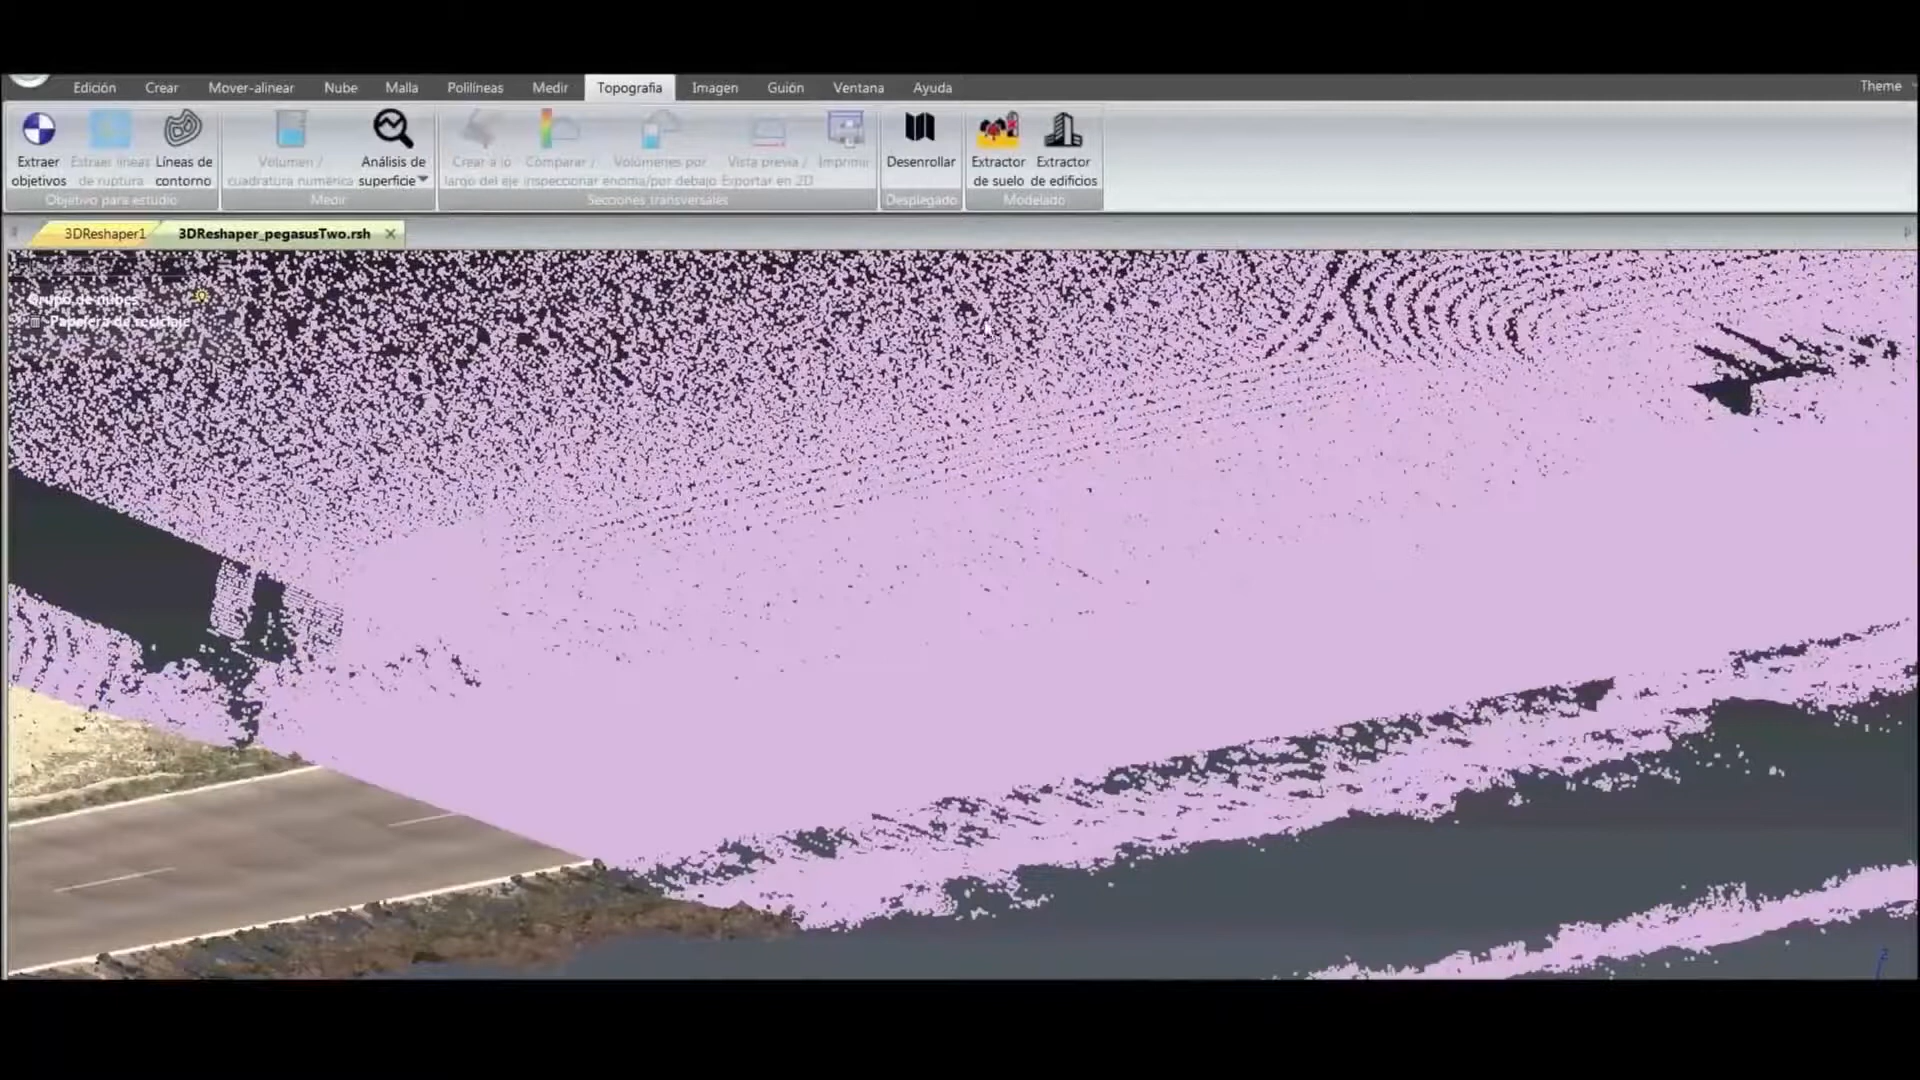 Edición Crear Mover-alinear Nube Malla Polilíneas Medir Topografia Imagen Guión Ventana Ayuda Theme
Extraer objetivos
Extraer líneas de ruptura
Líneas de contorno
Objetivo para estudio
Volumen / cuadratura numérica
Análisis de superficie
Medir
Crear a lo largo del eje
Comparar / inspeccionar
Volúmenes por encima/por debajo
Vista previa / Exportar en 2D
Imprimir
Secciones transversales
Desenrollar
Desplegado
Extractor de suelo
Extractor de edificios
Modelado
3DReshaper1
3DReshaper_pegasusTwo.rsh
Grupo de nubes
Papelera de reciclaje
Z